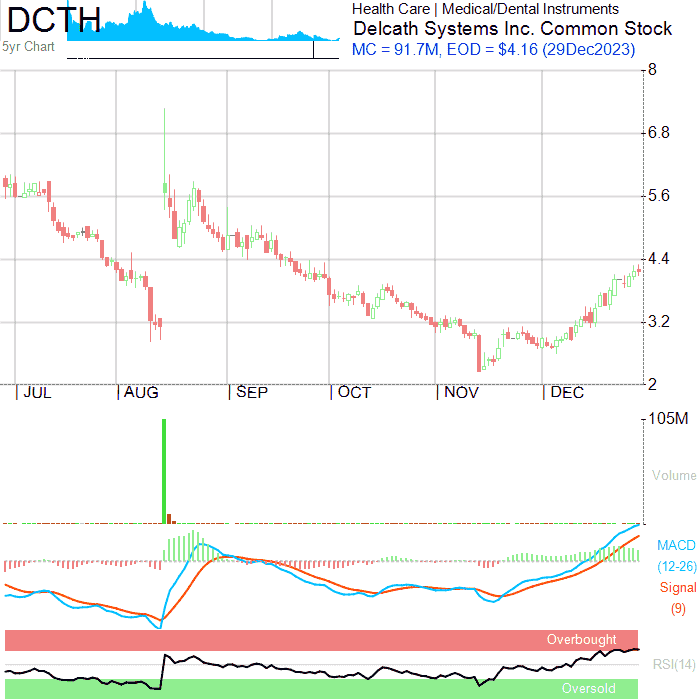 DCTH
5yr Chart
Health Care | Medical/Dental Instruments
Delcath Systems Inc. Common Stock
MC = 91.7M, EOD = $4.16 (29Dec2023)
8
6.8
5.6
4.4
3.2
2
|JUL |AUG |SEP |OCT |NOV |DEC
105M
Volume
MACD
(12-26)
Signal
(9)
Overbought
RSI(14)
Oversold